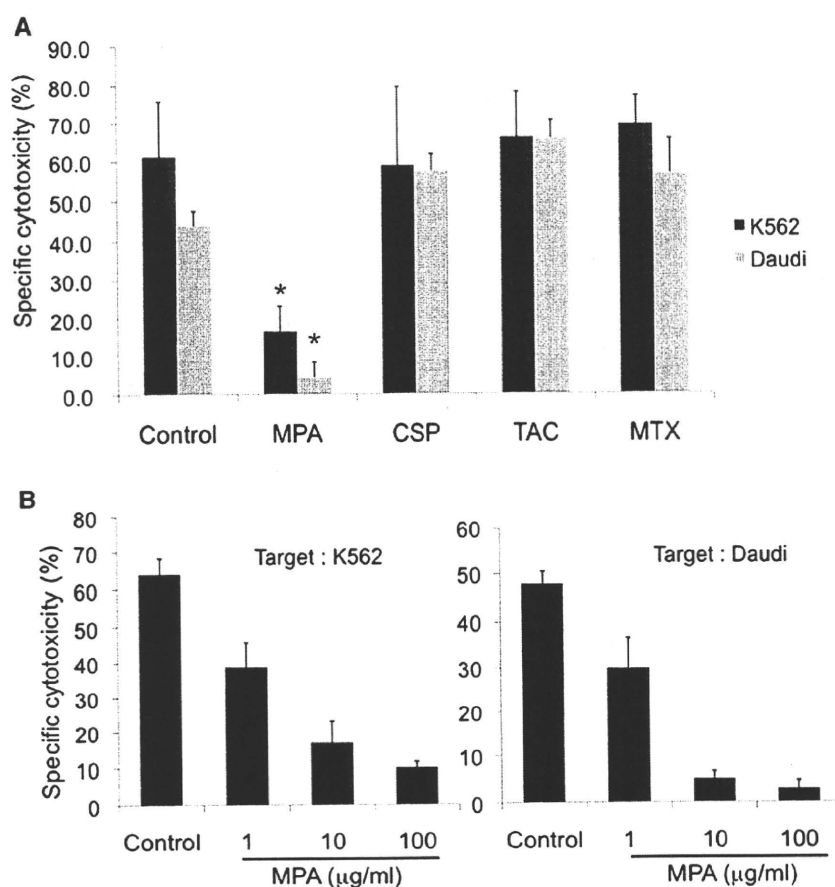 A
90.0
80.0
70.0
60.0
50.0
40.0
30.0
20.0
10.0
0.0
Specific cytotoxicity (%)
* *
Control MPA CSP TAC MTX
K562
Daudi
B
80
70
60
50
40
30
20
10
0
Specific cytotoxicity (%)
Target : K562
Control 1 10 100
MPA (μg/ml)
60
50
40
30
20
10
0
Target : Daudi
Control 1 10 100
MPA (μg/ml)